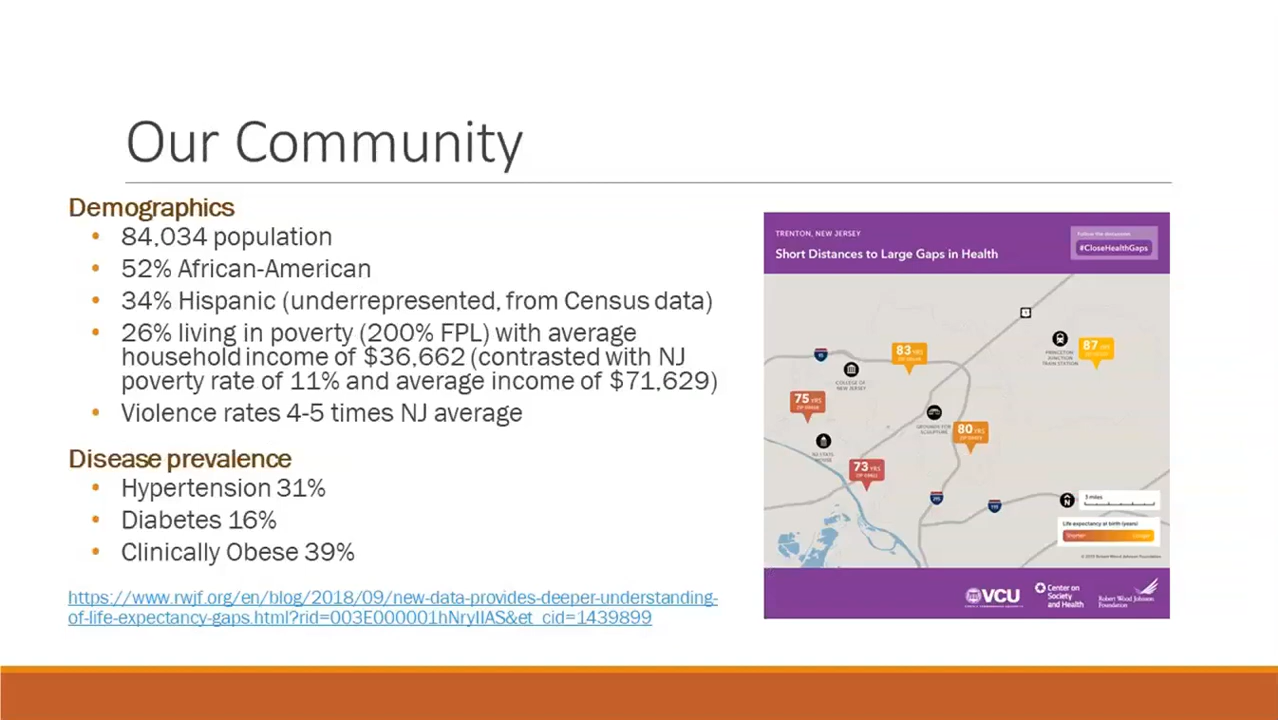 Our Community
Demographics
• 84,034 population
• 52% African-American
• 34% Hispanic (underrepresented, from Census data)
• 26% living in poverty (200% FPL) with average
household income of $36,662 (contrasted with NJ
poverty rate of 11% and average income of $71,629)
• Violence rates 4-5 times NJ average
Disease prevalence
• Hypertension 31%
• Diabetes 16%
• Clinically Obese 39%
https://www.rwjf.org/en/blog/2018/09/new-data-provides-deeper-understanding-
of-life-expectancy-gaps.html?rid=003E000001hNryIIAS&et_cid=1439899
TRENTON, NEW JERSEY
Short Distances to Large Gaps in Health
Follow the discussion
#CloseHealthGaps
83 YRS
87 YRS
PRINCETON
JUNCTION
TRAIN STATION
COLLEGE OF
NEW JERSEY
75 YRS
GROUNDS FOR
SCULPTURE
80 YRS
NJ STATE
HOUSE
73 YRS
N
3 miles
Life expectancy at birth (years)
Shorter Longer
© 2015 Robert Wood Johnson Foundation
VCU
Center on
Society
and Health
Robert Wood Johnson
Foundation